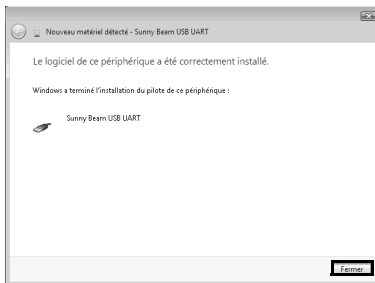 Nouveau matériel détecté - Sunny Beam USB UART
Le logiciel de ce périphérique a été correctement installé.
Windows a terminé l'installation du pilote de ce périphérique :
Sunny Beam USB UART
Fermer